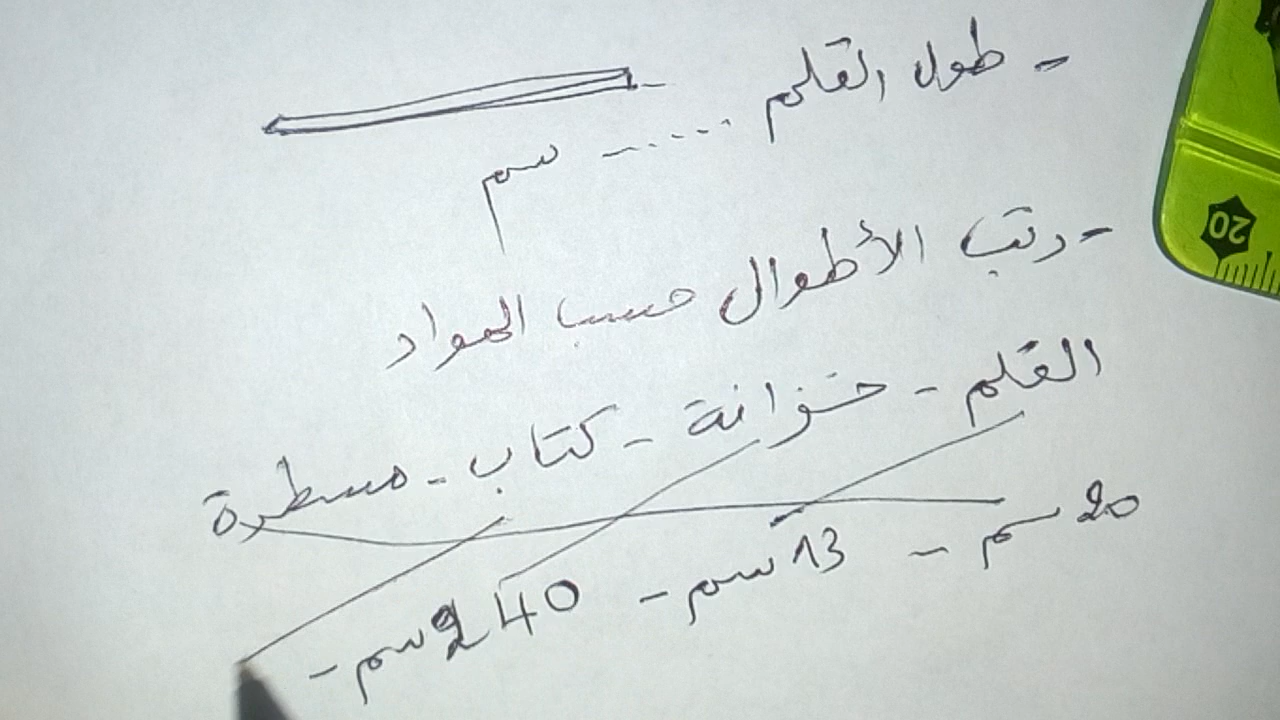 - طول القلم .....
سم
- رتب الأطوال حسب المواد
القلم - خزانة - كتاب - مسطرة
20 سم - 13 سم - 240 سم -
20